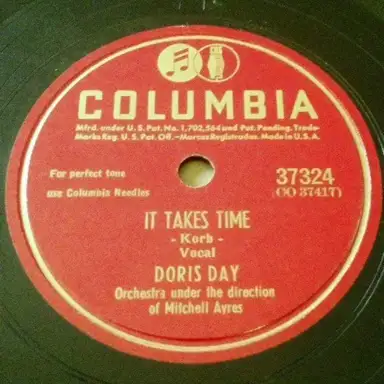 COLUMBIA
Mfrd. under U.S. Pat. No. 1,702,564 and Pat. Pending. Trade-
Marks Reg. U.S. Pat. Off.-Marcas Registradas. Made in U.S.A.
For perfect tone
use Columbia Needles
37324
(CO 37417)
IT TAKES TIME
- Korb -
Vocal
DORIS DAY
Orchestra under the direction
of Mitchell Ayres